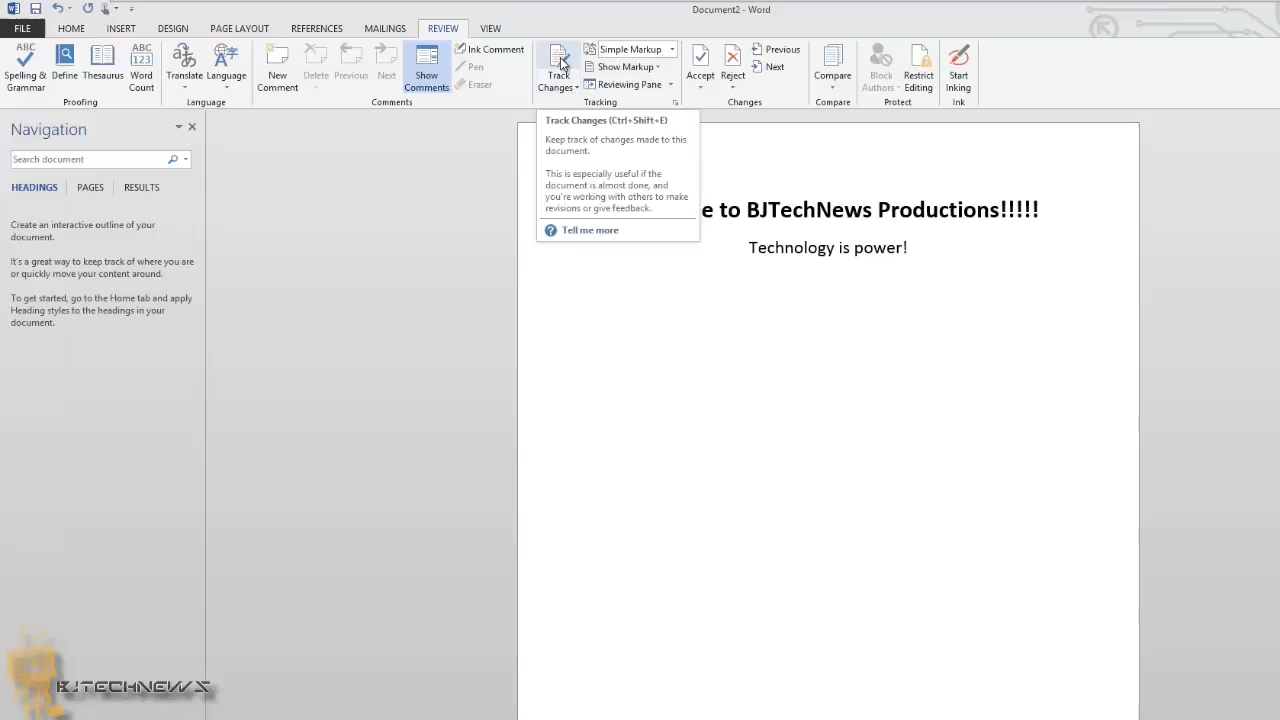 Document2 - Word
FILE HOME INSERT DESIGN PAGE LAYOUT REFERENCES MAILINGS REVIEW VIEW
Spelling & Grammar
Define
Thesaurus
Word Count
Proofing
Translate
Language
Language
New Comment
Delete
Previous
Next
Show Comments
Ink Comment
Pen
Eraser
Comments
Track Changes
Simple Markup
Show Markup
Reviewing Pane
Tracking
Accept
Reject
Previous
Next
Changes
Compare
Compare
Block Authors
Restrict Editing
Protect
Start Inking
Ink
Navigation
Search document
HEADINGS PAGES RESULTS
Create an interactive outline of your
document.
It's a great way to keep track of where you are
or quickly move your content around.
To get started, go to the Home tab and apply
Heading styles to the headings in your
document.
Track Changes (Ctrl+Shift+E)
Keep track of changes made to this
document.
This is especially useful if the
document is almost done, and
you're working with others to make
revisions or give feedback.
Tell me more
e to BJTechNews Productions!!!!!
Technology is power!
BJTECHNEWS